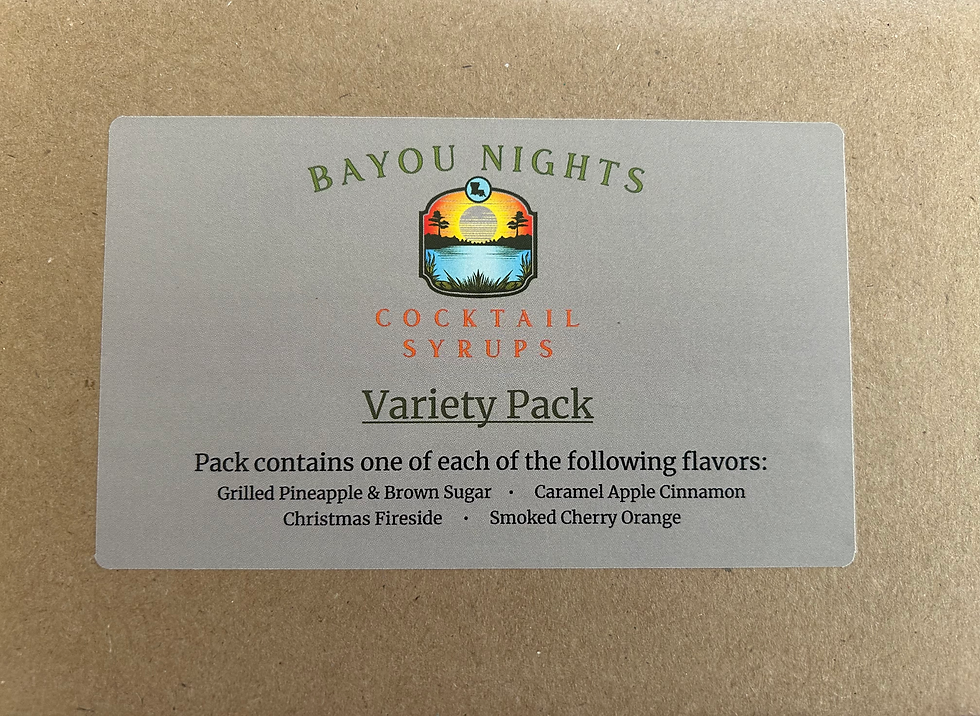 BAYOU NIGHTS
COCKTAIL
SYRUPS
Variety Pack
Pack contains one of each of the following flavors:
Grilled Pineapple & Brown Sugar • Caramel Apple Cinnamon
Christmas Fireside • Smoked Cherry Orange